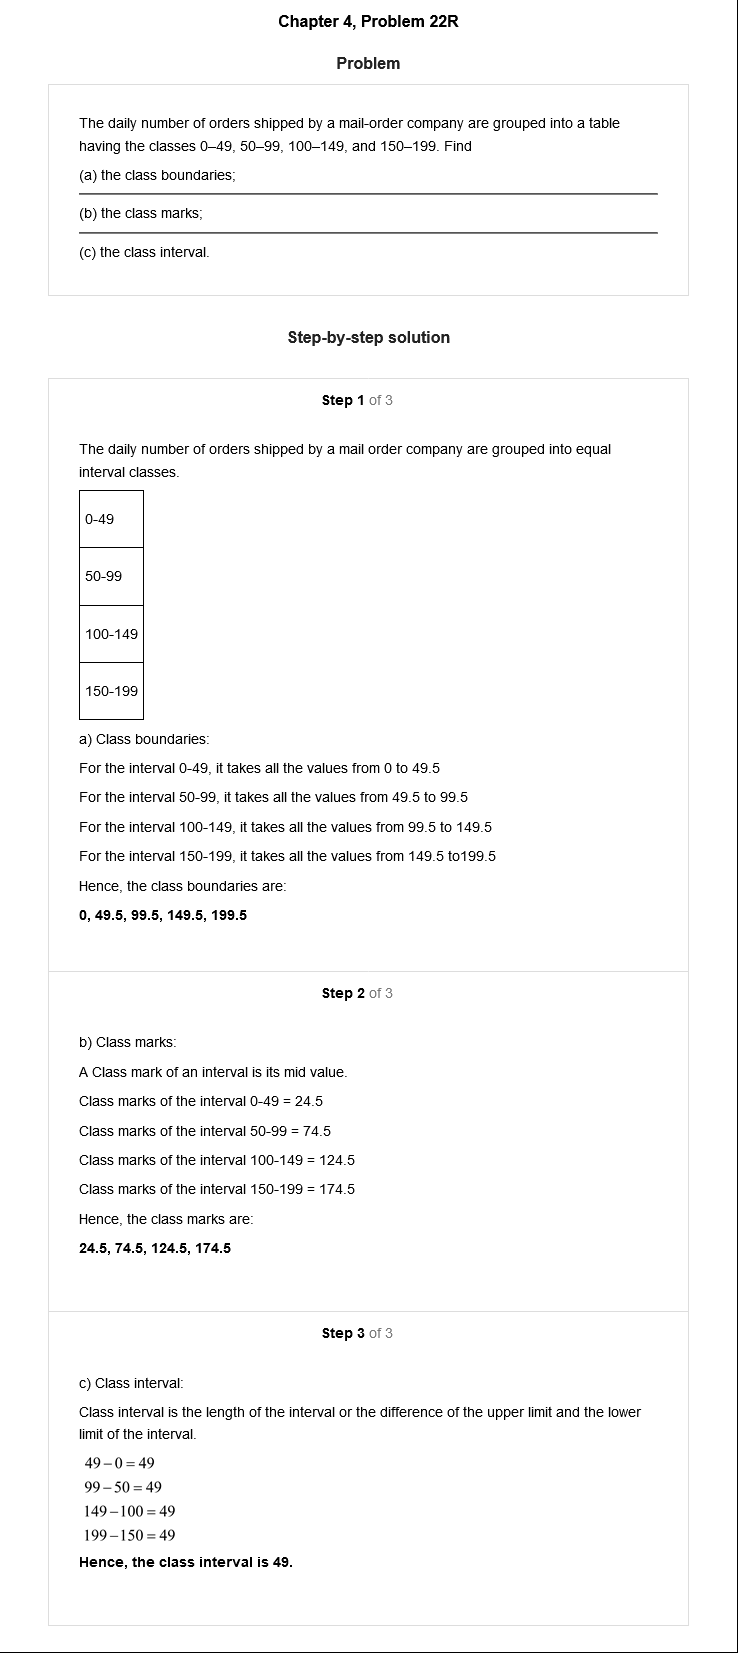 Chapter 4, Problem 22R
Problem
The daily number of orders shipped by a mail-order company are grouped into a table
having the classes 0–49, 50–99, 100–149, and 150–199. Find
(a) the class boundaries;
(b) the class marks;
(c) the class interval.
Step-by-step solution
Step 1 of 3
The daily number of orders shipped by a mail order company are grouped into equal
interval classes.
0-49
50-99
100-149
150-199
a) Class boundaries:
For the interval 0-49, it takes all the values from 0 to 49.5
For the interval 50-99, it takes all the values from 49.5 to 99.5
For the interval 100-149, it takes all the values from 99.5 to 149.5
For the interval 150-199, it takes all the values from 149.5 to199.5
Hence, the class boundaries are:
0, 49.5, 99.5, 149.5, 199.5
Step 2 of 3
b) Class marks:
A Class mark of an interval is its mid value.
Class marks of the interval 0-49 = 24.5
Class marks of the interval 50-99 = 74.5
Class marks of the interval 100-149 = 124.5
Class marks of the interval 150-199 = 174.5
Hence, the class marks are:
24.5, 74.5, 124.5, 174.5
Step 3 of 3
c) Class interval:
Class interval is the length of the interval or the difference of the upper limit and the lower
limit of the interval.
49 − 0 = 49
99 − 50 = 49
149 − 100 = 49
199 − 150 = 49
Hence, the class interval is 49.